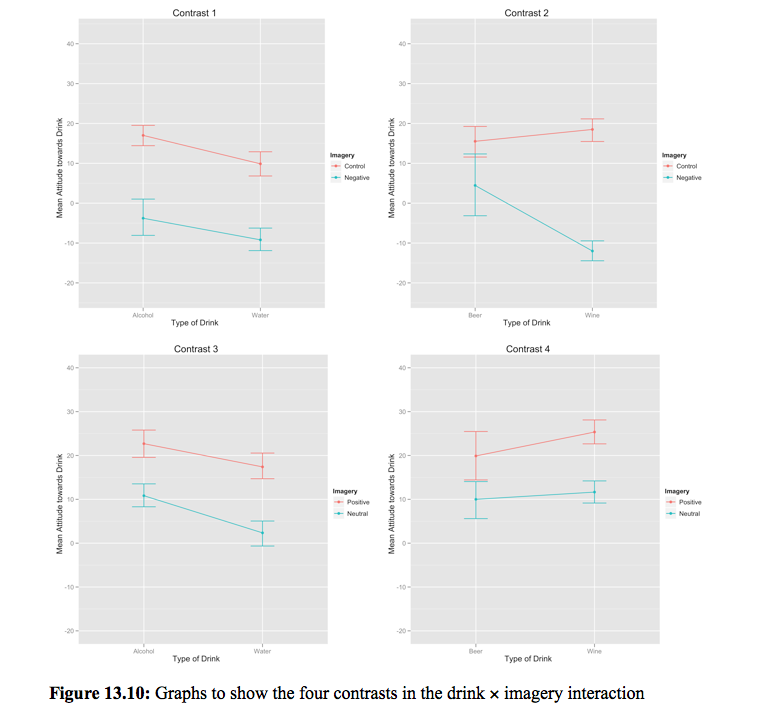 Contrast 1
40
30
20
10
0
-10
-20
Mean Attitude towards Drink
Alcohol
Water
Type of Drink
Imagery
Control
Negative
Contrast 2
40
30
20
10
0
-10
-20
Mean Attitude towards Drink
Beer
Wine
Type of Drink
Imagery
Control
Negative
Contrast 3
40
30
20
10
0
-10
-20
Mean Attitude towards Drink
Alcohol
Water
Type of Drink
Imagery
Positive
Neutral
Contrast 4
40
30
20
10
0
-10
-20
Mean Attitude towards Drink
Beer
Wine
Type of Drink
Imagery
Positive
Neutral
Figure 13.10: Graphs to show the four contrasts in the drink × imagery interaction